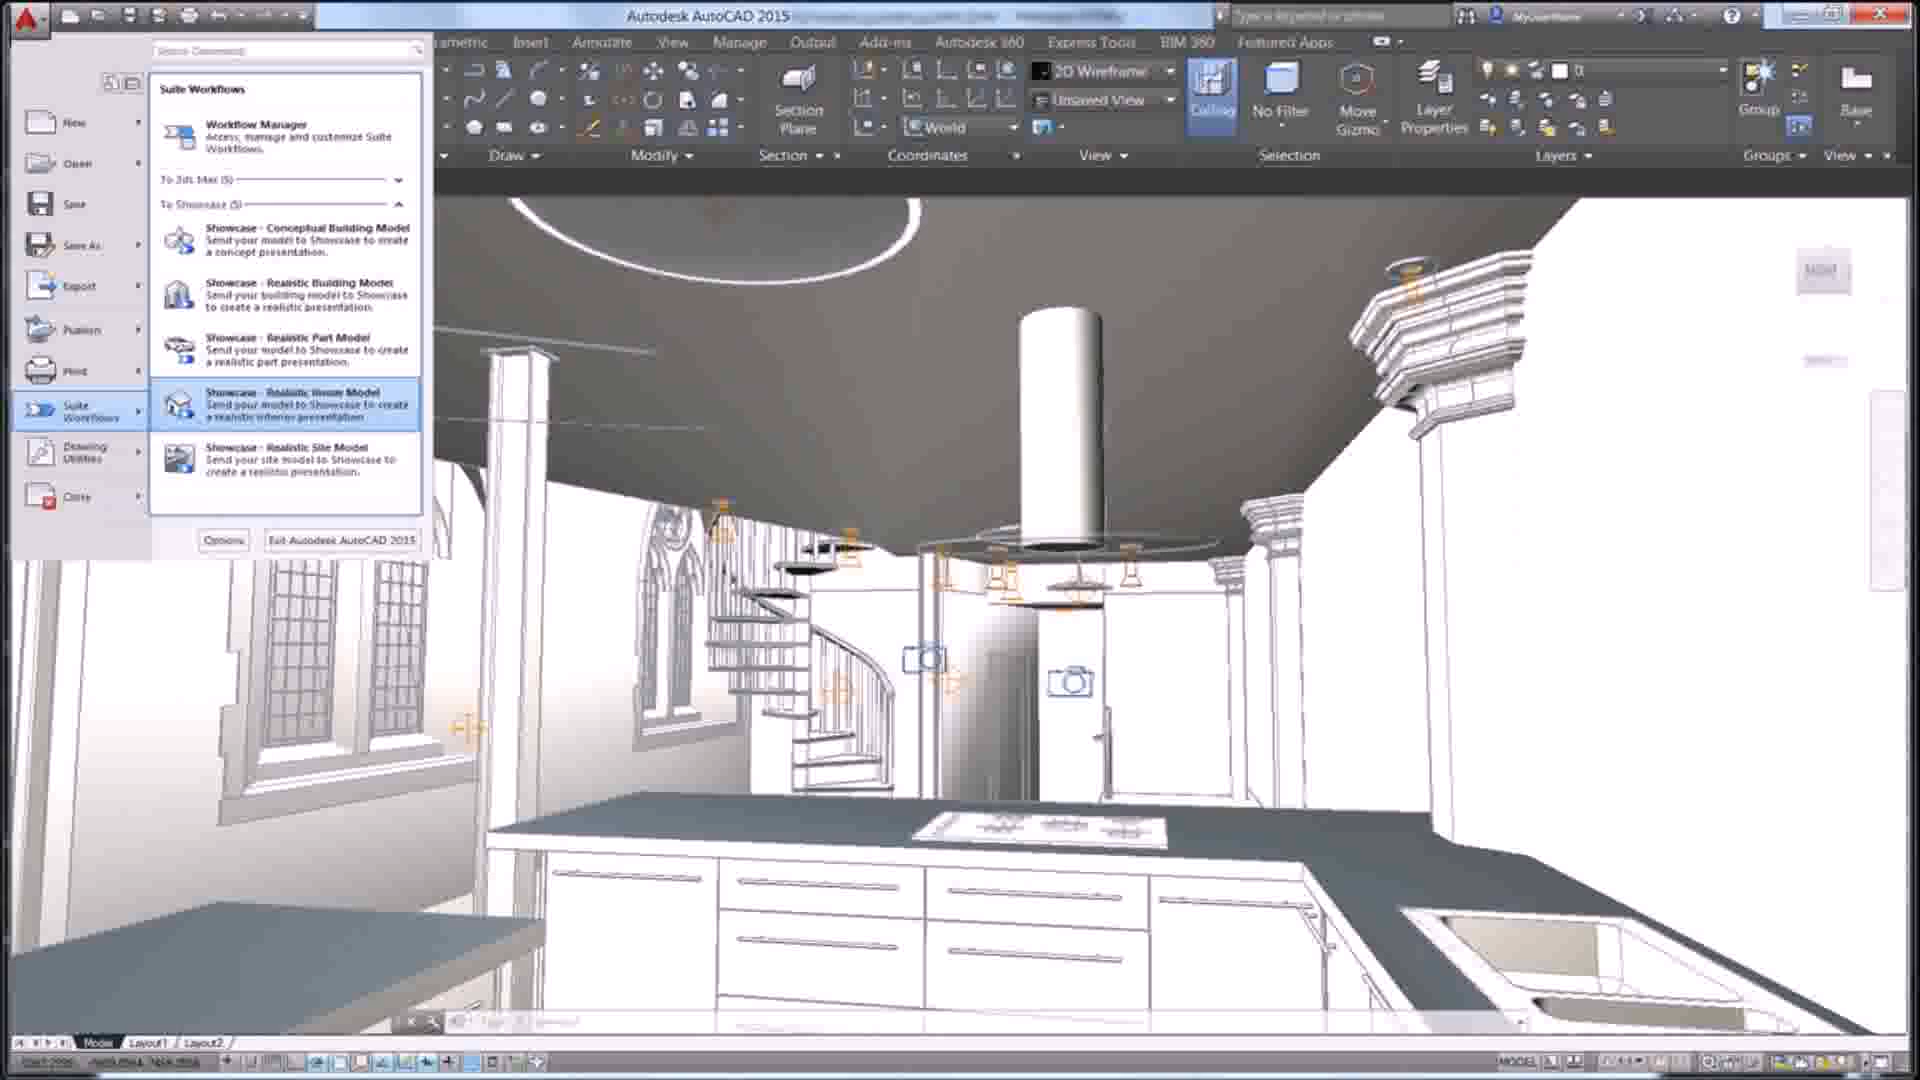 Autodesk AutoCAD 2015
Insert
Annotate
View
Manage
Output
Add-ins
Autodesk 360
Express Tools
BIM 360
Featured Apps
Suite Workflows
Workflow Manager
Access, manage and customize Suite
Workflows.
To 3ds Max (5)
To Showcase (5)
Showcase - Conceptual Building Model
Send your model to Showcase to create
a concept presentation.
Showcase - Realistic Building Model
Send your building model to Showcase
to create a realistic presentation.
Showcase - Realistic Part Model
Send your model to Showcase to create
a realistic part presentation.
Showcase - Realistic Room Model
Send your model to Showcase to create
a realistic interior presentation.
Showcase - Realistic Site Model
Send your site model to Showcase to
create a realistic presentation.
New
Open
Save
Save As
Export
Publish
Print
Suite
Workflows
Drawing
Utilities
Close
Options
Exit Autodesk AutoCAD 2015
Section
Plane
World
2D Wireframe
Unsaved View
Culling
No Filter
Move
Gizmo
Layer
Properties
0
Group
Base
Draw
Modify
Section
Coordinates
View
Selection
Layers
Groups
View
Model
Layout1
Layout2
MODEL